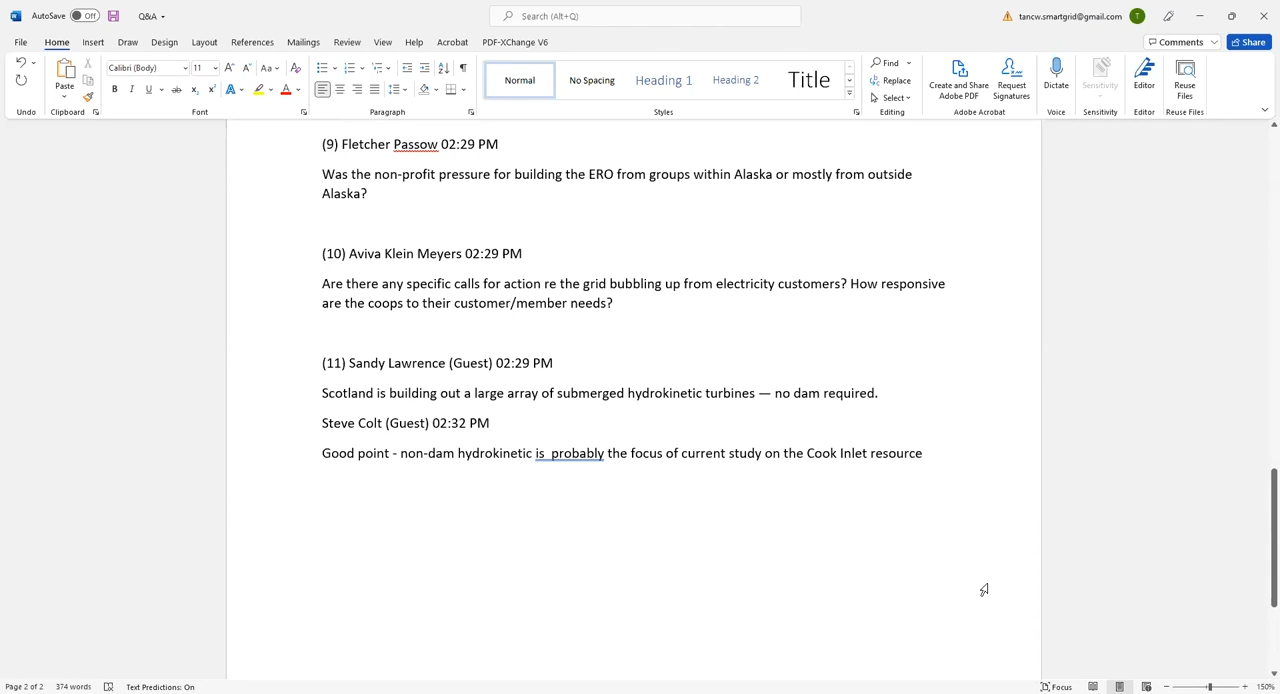 AutoSave Off Q&A Search (Alt+Q) tancw.smartgrid@gmail.com T
File Home Insert Draw Design Layout References Mailings Review View Help Acrobat PDF-XChange V6 Comments Share
Calibri (Body) 11 Normal No Spacing Heading 1 Heading 2 Title
Paste Find Replace Select Create and Share Adobe PDF Request Signatures Dictate Sensitivity Editor Reuse Files
Undo Clipboard Font Paragraph Styles Editing Adobe Acrobat Voice Sensitivity Editor Reuse Files
(9) Fletcher Passow 02:29 PM
Was the non-profit pressure for building the ERO from groups within Alaska or mostly from outside
Alaska?
(10) Aviva Klein Meyers 02:29 PM
Are there any specific calls for action re the grid bubbling up from electricity customers? How responsive
are the coops to their customer/member needs?
(11) Sandy Lawrence (Guest) 02:29 PM
Scotland is building out a large array of submerged hydrokinetic turbines — no dam required.
Steve Colt (Guest) 02:32 PM
Good point - non-dam hydrokinetic is  probably the focus of current study on the Cook Inlet resource
Page 2 of 2 374 words Text Predictions: On Focus 150%